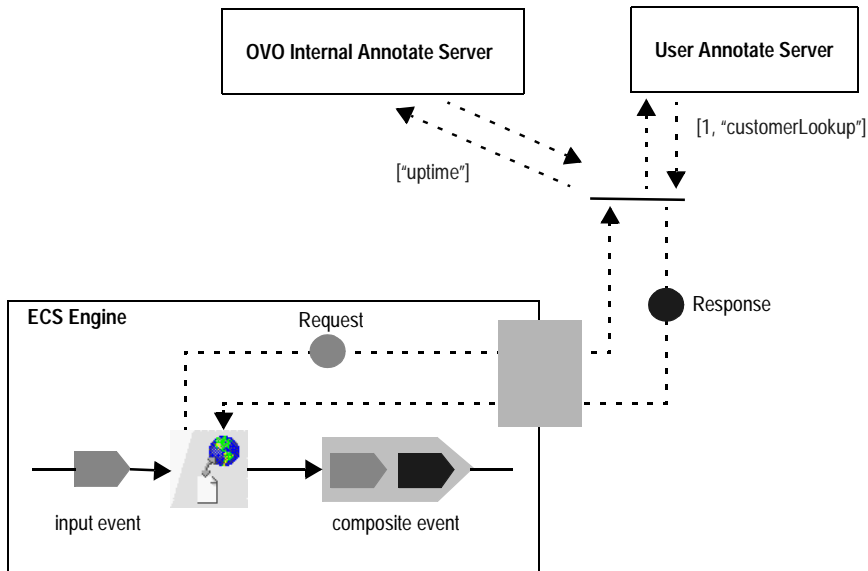 OVO Internal Annotate Server
User Annotate Server
[1, “customerLookup”]
[“uptime”]
ECS Engine
Request
Response
input event
composite event